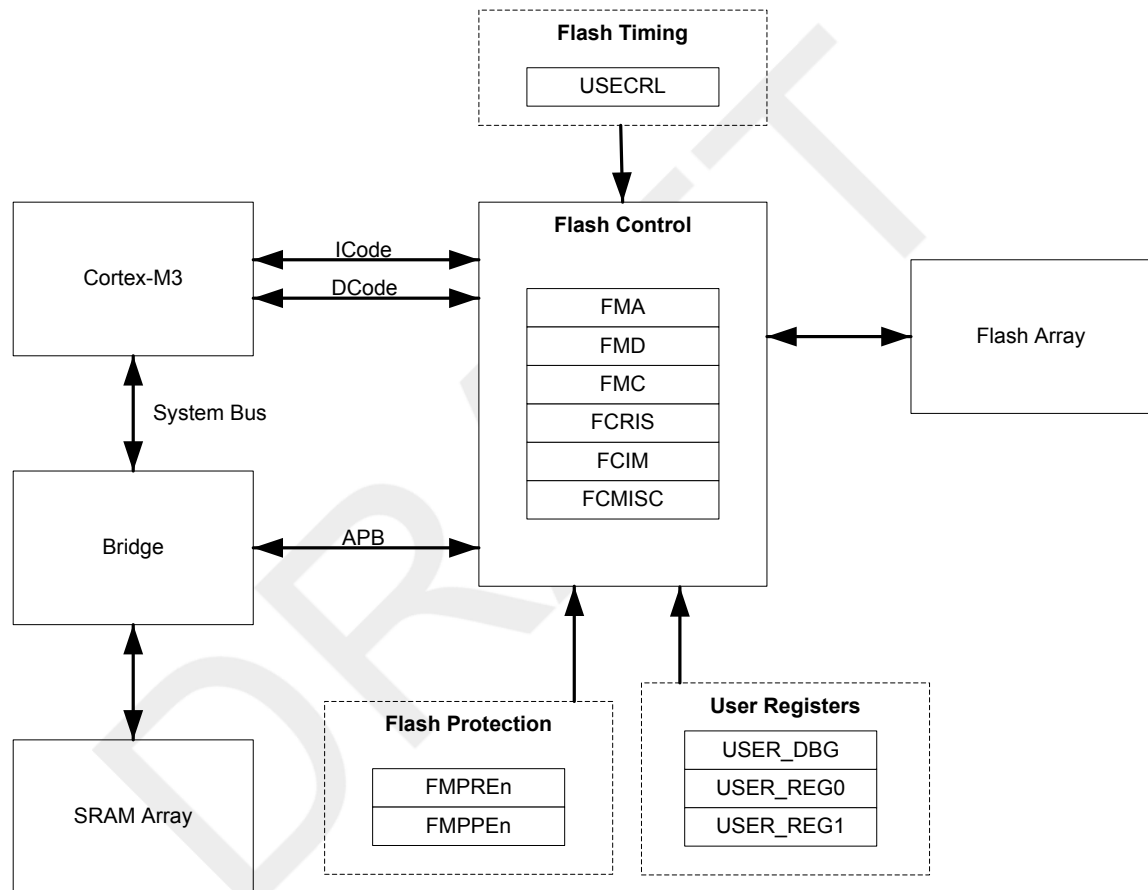 Flash Timing
USECRL
Flash Control
ICode
Cortex-M3
DCode
FMA
FMD
FMC
FCRIS
FCIM
FCMISC
Flash Array
System Bus
Bridge
APB
Flash Protection
FMPREn
FMPPEn
User Registers
USER_DBG
USER_REG0
USER_REG1
SRAM Array
DRAFT